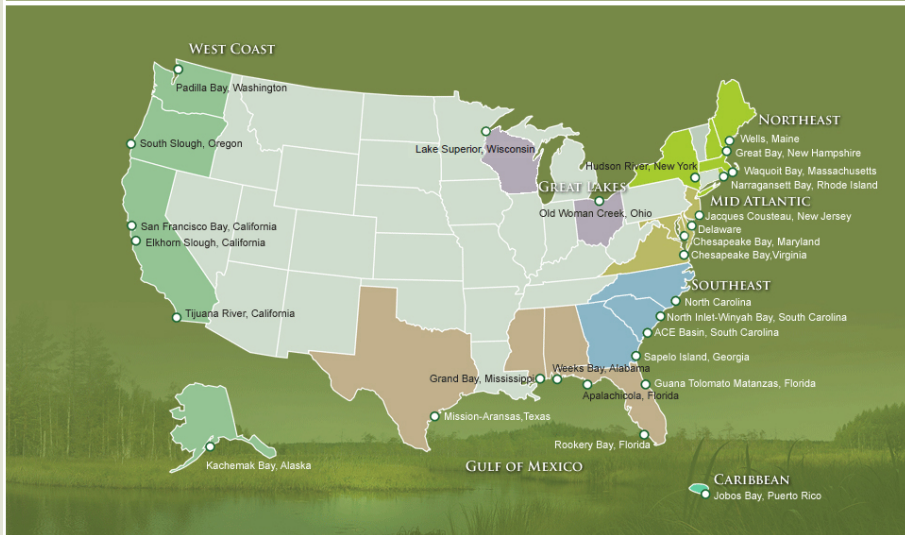 WEST COAST
Padilla Bay, Washington
South Slough, Oregon
San Francisco Bay, California
Elkhorn Slough, California
Tijuana River, California
Kachemak Bay, Alaska
Lake Superior, Wisconsin
GREAT LAKES
Old Woman Creek, Ohio
NORTHEAST
Wells, Maine
Great Bay, New Hampshire
Hudson River, New York
Waquoit Bay, Massachusetts
Narragansett Bay, Rhode Island
MID ATLANTIC
Jacques Cousteau, New Jersey
Delaware
Chesapeake Bay, Maryland
Chesapeake Bay,Virginia
SOUTHEAST
North Carolina
North Inlet-Winyah Bay, South Carolina
ACE Basin, South Carolina
Sapelo Island, Georgia
Guana Tolomato Matanzas, Florida
Grand Bay, Mississippi
Weeks Bay, Alabama
Apalachicola, Florida
Mission-Aransas,Texas
Rookery Bay, Florida
GULF OF MEXICO
CARIBBEAN
Jobos Bay, Puerto Rico